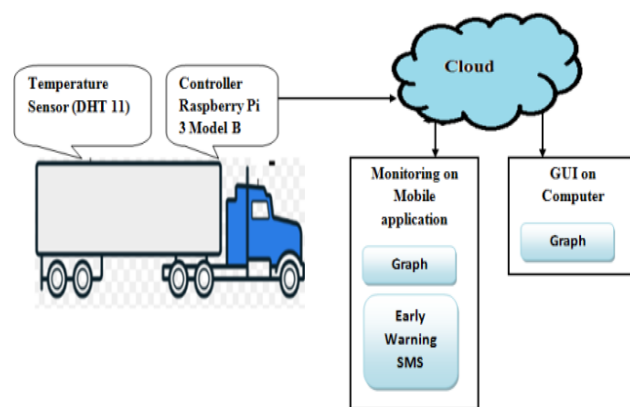 Temperature
Sensor (DHT 11)
Controller
Raspberry Pi
3 Model B
Cloud
Monitoring on
Mobile
application
Graph
Early
Warning
SMS
GUI on
Computer
Graph